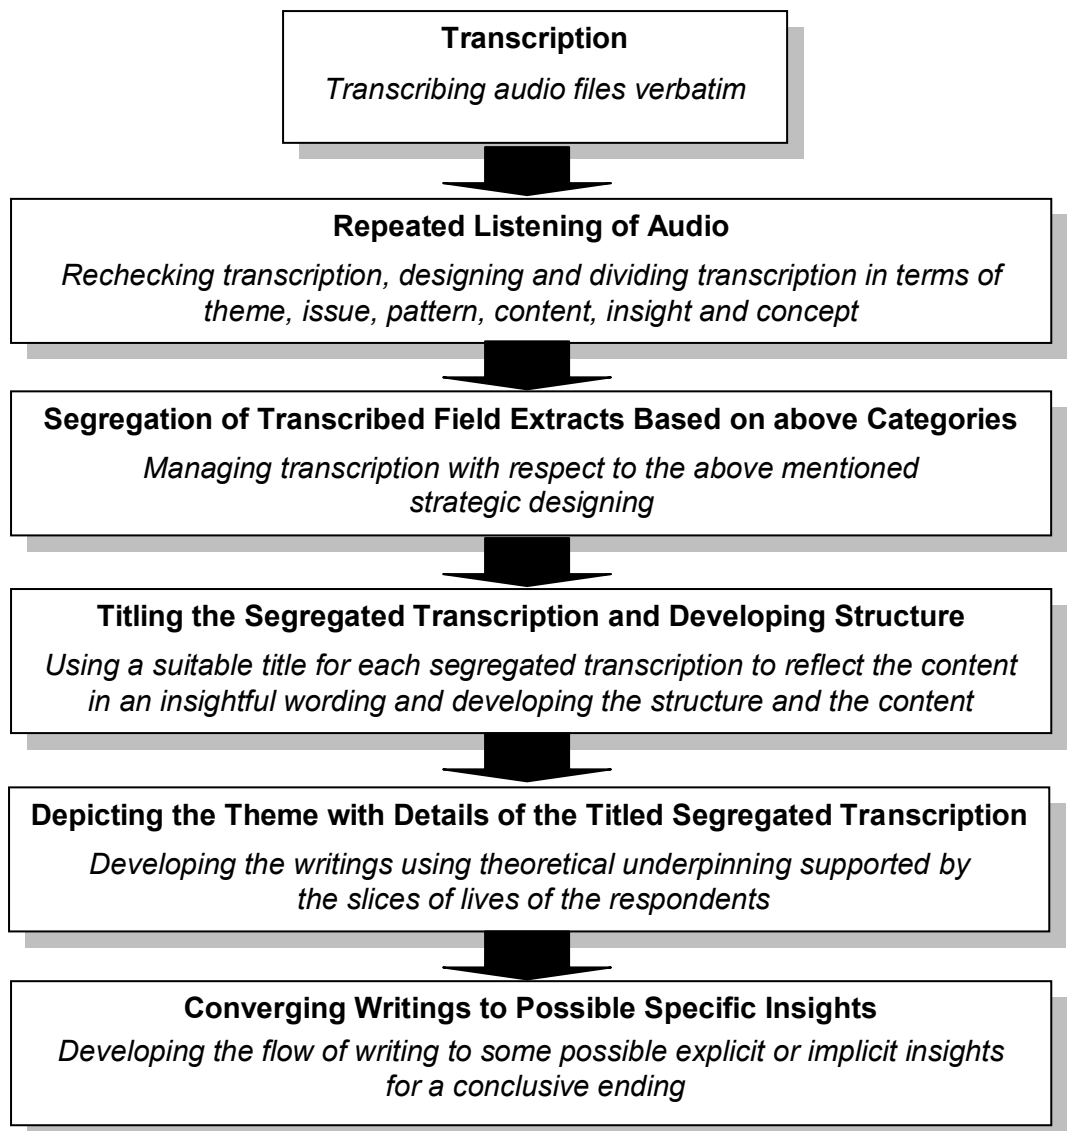 Transcription
Transcribing audio files verbatim
Repeated Listening of Audio
Rechecking transcription, designing and dividing transcription in terms of
theme, issue, pattern, content, insight and concept
Segregation of Transcribed Field Extracts Based on above Categories
Managing transcription with respect to the above mentioned
strategic designing
Titling the Segregated Transcription and Developing Structure
Using a suitable title for each segregated transcription to reflect the content
in an insightful wording and developing the structure and the content
Depicting the Theme with Details of the Titled Segregated Transcription
Developing the writings using theoretical underpinning supported by
the slices of lives of the respondents
Converging Writings to Possible Specific Insights
Developing the flow of writing to some possible explicit or implicit insights
for a conclusive ending